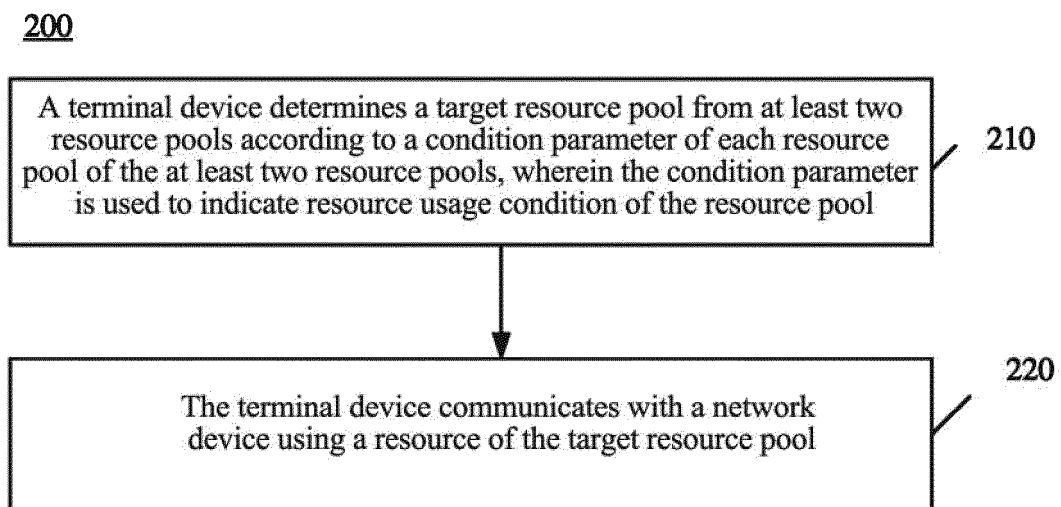 200
A terminal device determines a target resource pool from at least two
resource pools according to a condition parameter of each resource
pool of the at least two resource pools, wherein the condition parameter
is used to indicate resource usage condition of the resource pool
210
The terminal device communicates with a network
device using a resource of the target resource pool
220